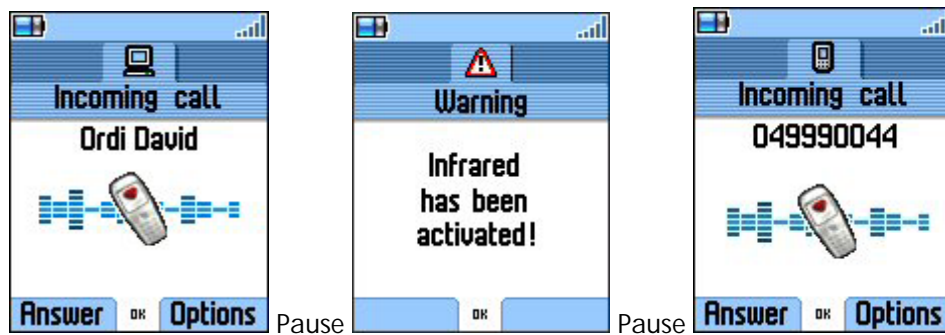 Incoming call
Ordi David
Answer OK Options
Pause
Warning
Infrared
has been
activated!
OK
Pause
Incoming call
049990044
Answer OK Options